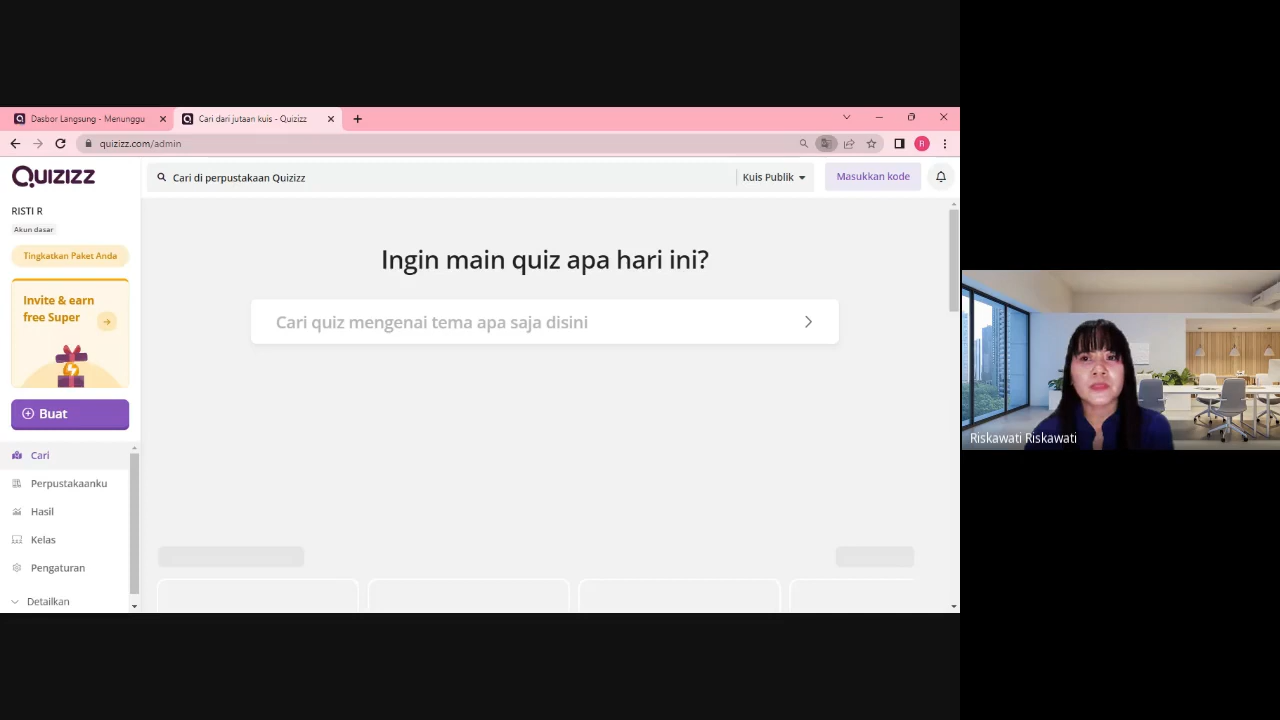 Dasbor Langsung - Menunggu
Cari dari jutaan kuis - Quizizz
quizizz.com/admin
R
QUIZIZZ
Cari di perpustakaan Quizizz
Kuis Publik
Masukkan kode
RISTI R
Akun dasar
Tingkatkan Paket Anda
Invite & earn
free Super
Buat
Cari
Perpustakaanku
Hasil
Kelas
Pengaturan
Detailkan
Ingin main quiz apa hari ini?
Cari quiz mengenai tema apa saja disini
Riskawati Riskawati